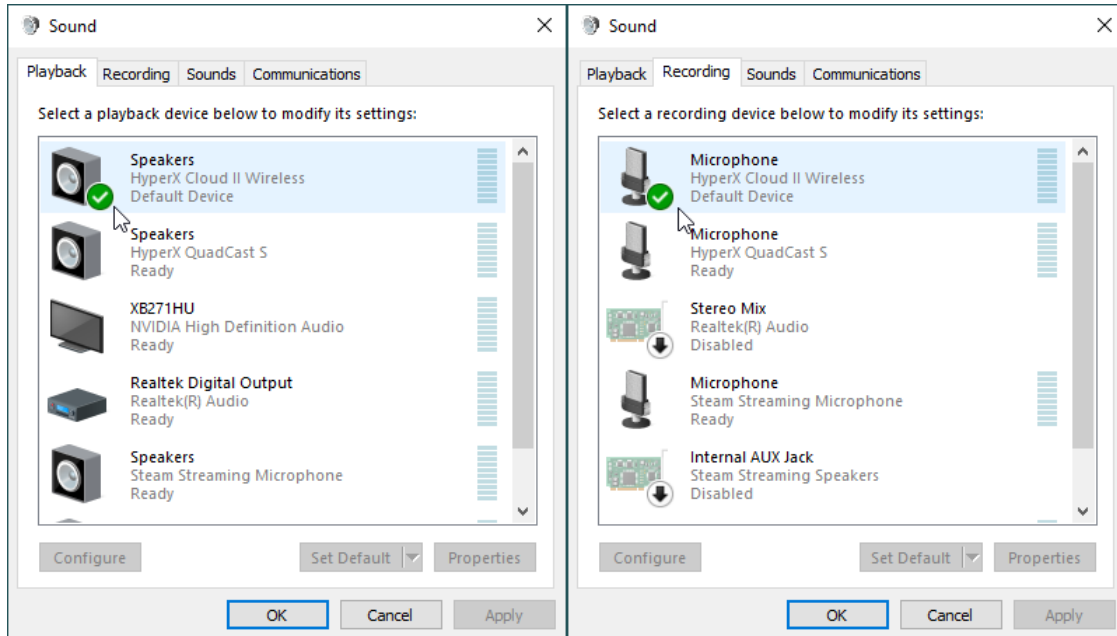 Sound
Playback Recording Sounds Communications
Select a playback device below to modify its settings:
Speakers
HyperX Cloud II Wireless
Default Device
Speakers
HyperX QuadCast S
Ready
XB271HU
NVIDIA High Definition Audio
Ready
Realtek Digital Output
Realtek(R) Audio
Ready
Speakers
Steam Streaming Microphone
Ready
Configure Set Default Properties
OK Cancel Apply
Sound
Playback Recording Sounds Communications
Select a recording device below to modify its settings:
Microphone
HyperX Cloud II Wireless
Default Device
Microphone
HyperX QuadCast S
Ready
Stereo Mix
Realtek(R) Audio
Disabled
Microphone
Steam Streaming Microphone
Ready
Internal AUX Jack
Steam Streaming Speakers
Disabled
Configure Set Default Properties
OK Cancel Apply